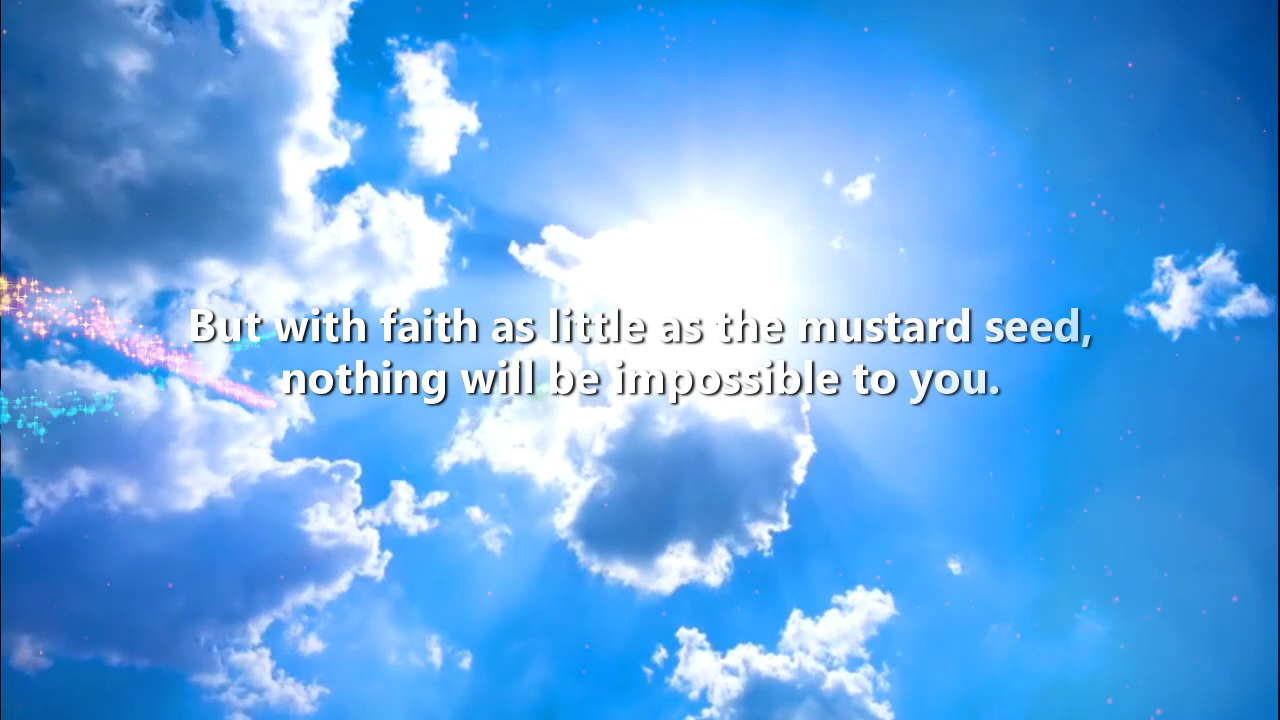 But with faith as little as the mustard seed,
nothing will be impossible to you.